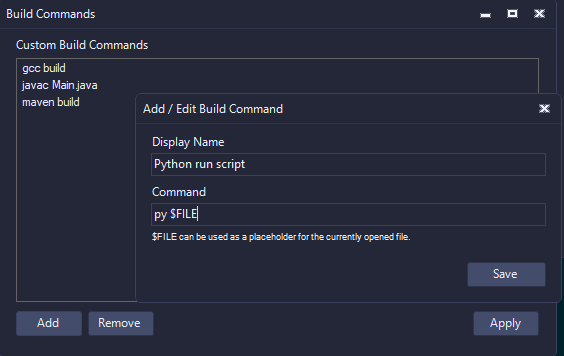 Build Commands
Custom Build Commands
gcc build
javac Main.java
maven build
Add / Edit Build Command
Display Name
Python run script
Command
py $FILE
$FILE can be used as a placeholder for the currently opened file.
Save
Add
Remove
Apply